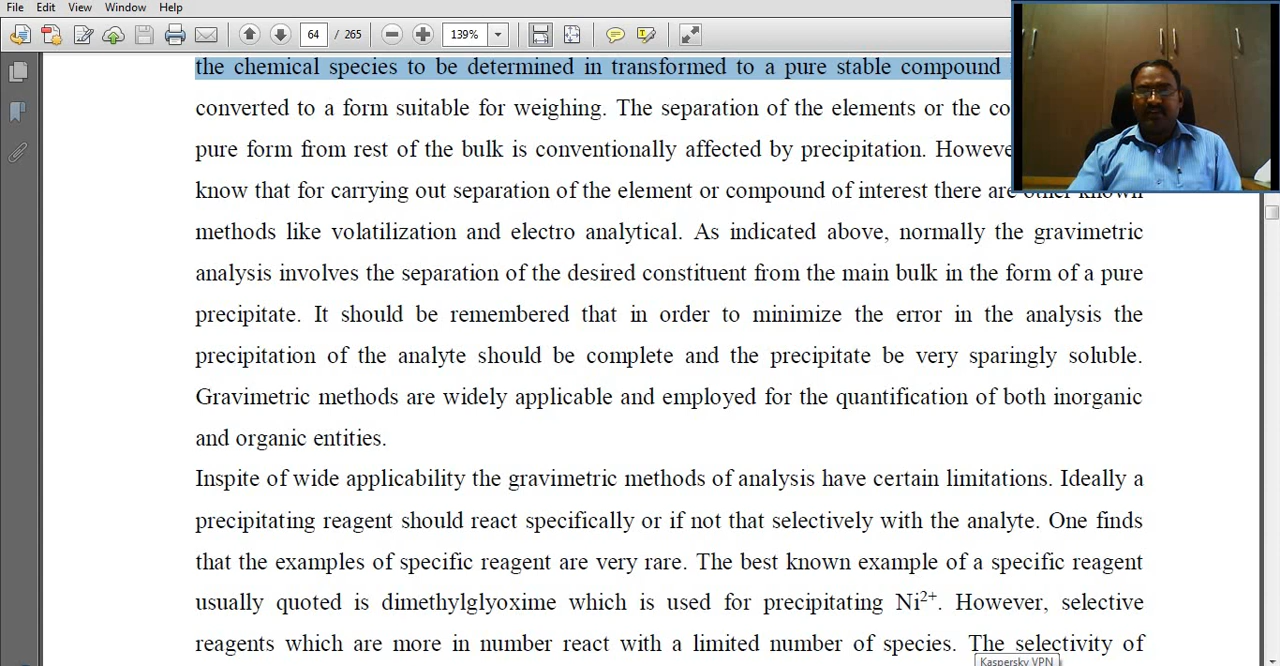 File Edit View Window Help
64 / 265 139%
the chemical species to be determined in transformed to a pure stable compound
converted to a form suitable for weighing. The separation of the elements or the co
pure form from rest of the bulk is conventionally affected by precipitation. Howeve
know that for carrying out separation of the element or compound of interest there are other known
methods like volatilization and electro analytical. As indicated above, normally the gravimetric
analysis involves the separation of the desired constituent from the main bulk in the form of a pure
precipitate. It should be remembered that in order to minimize the error in the analysis the
precipitation of the analyte should be complete and the precipitate be very sparingly soluble.
Gravimetric methods are widely applicable and employed for the quantification of both inorganic
and organic entities.
Inspite of wide applicability the gravimetric methods of analysis have certain limitations. Ideally a
precipitating reagent should react specifically or if not that selectively with the analyte. One finds
that the examples of specific reagent are very rare. The best known example of a specific reagent
usually quoted is dimethylglyoxime which is used for precipitating Ni²⁺. However, selective
reagents which are more in number react with a limited number of species. The selectivity of
Kaspersky VPN